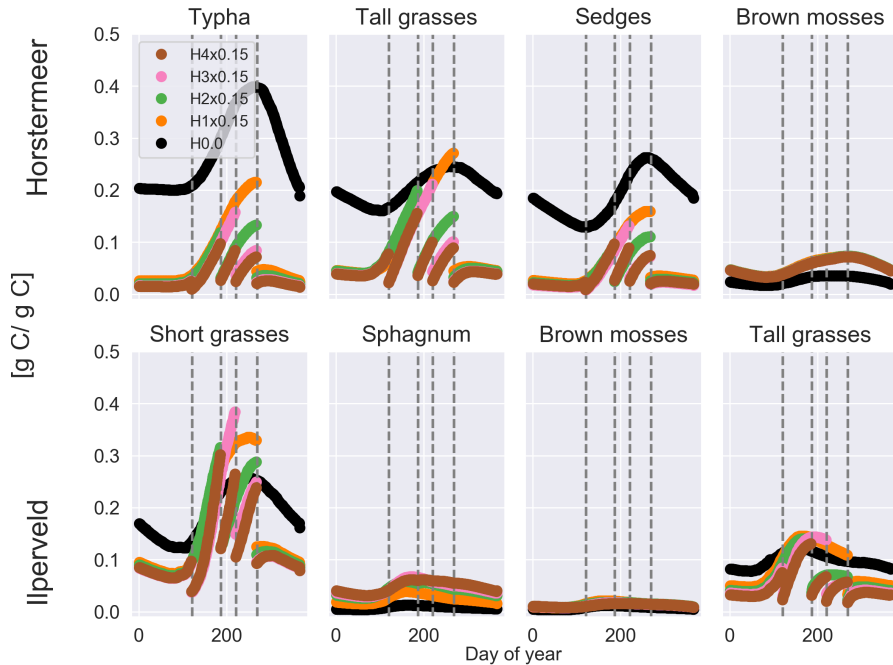 Typha
Tall grasses
Sedges
Brown mosses
Horstermeer
0.5
0.4
0.3
0.2
0.1
0.0
H4x0.15
H3x0.15
H2x0.15
H1x0.15
H0.0
[g C/ g C]
Short grasses
Sphagnum
Brown mosses
Tall grasses
Ilperveld
0.5
0.4
0.3
0.2
0.1
0.0
0 200
0 200
0 200
0 200
Day of year